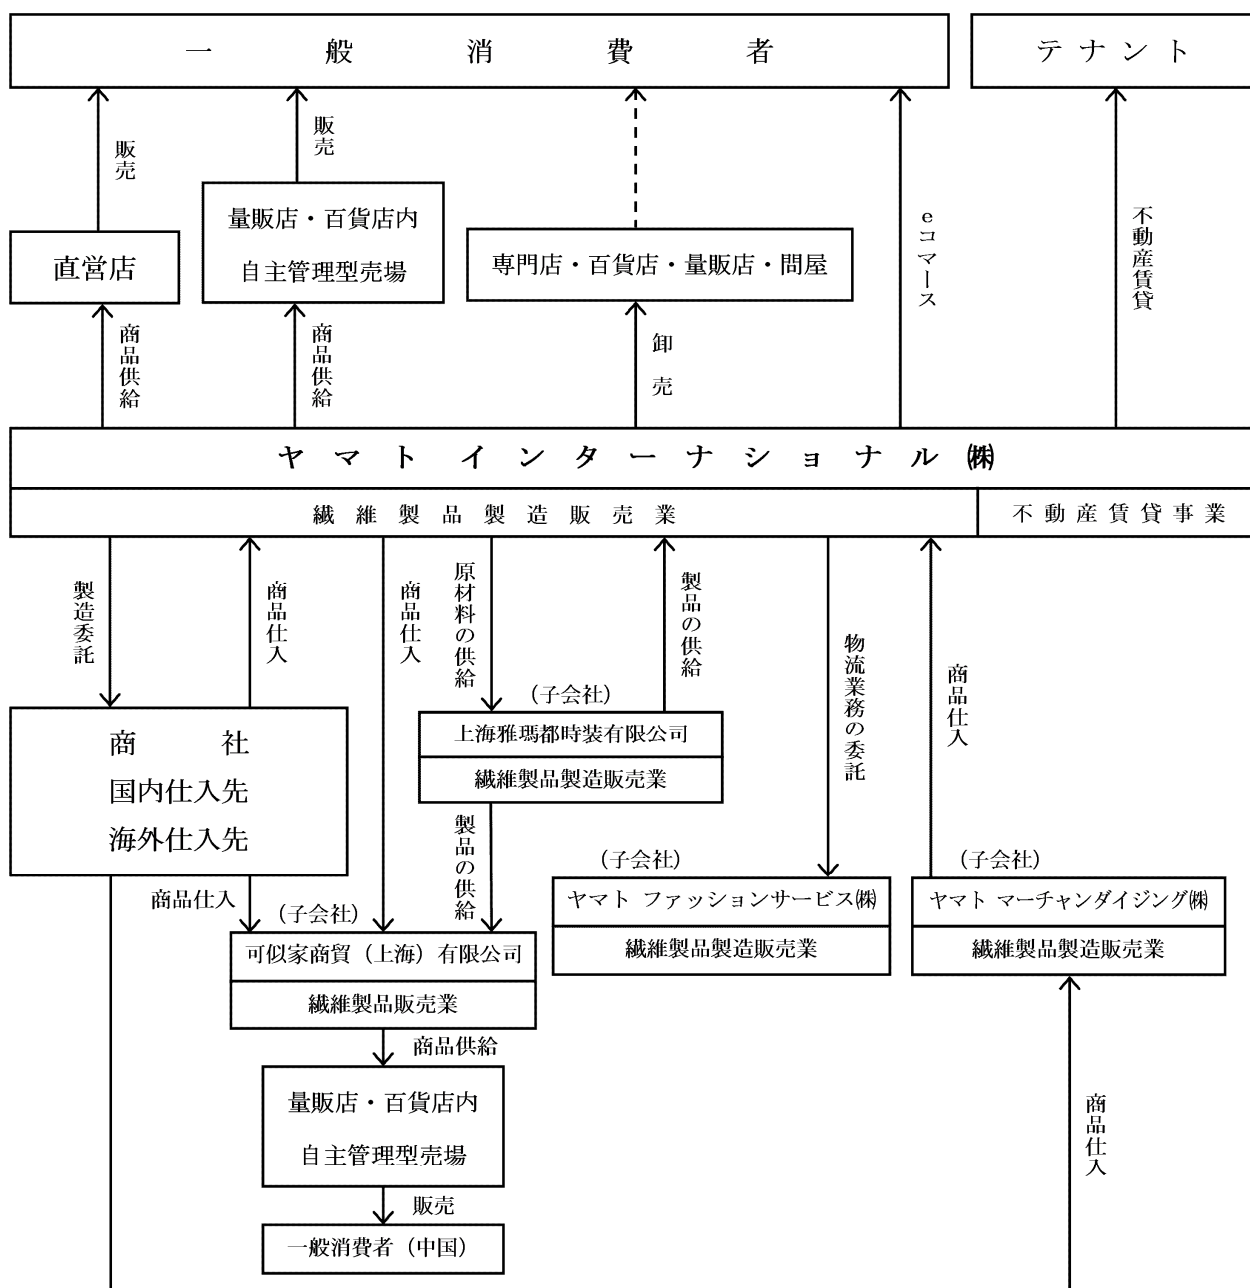 一般消費者
テナント
販売
販売
量販店・百貨店内
自主管理型売場
直営店
専門店・百貨店・量販店・問屋
eコマース
不動産賃貸
商品供給
商品供給
卸売
ヤマトインターナショナル㈱
繊維製品製造販売業
不動産賃貸事業
製造委託
商品仕入
商品仕入
原材料の供給
製品の供給
物流業務の委託
商品仕入
(子会社)
上海雅瑪都時装有限公司
繊維製品製造販売業
商社
国内仕入先
海外仕入先
製品の供給
商品仕入
(子会社)
可似家商貿(上海)有限公司
繊維製品販売業
(子会社)
ヤマト ファッションサービス㈱
繊維製品製造販売業
(子会社)
ヤマト マーチャンダイジング㈱
繊維製品製造販売業
商品供給
量販店・百貨店内
自主管理型売場
商品仕入
販売
一般消費者(中国)